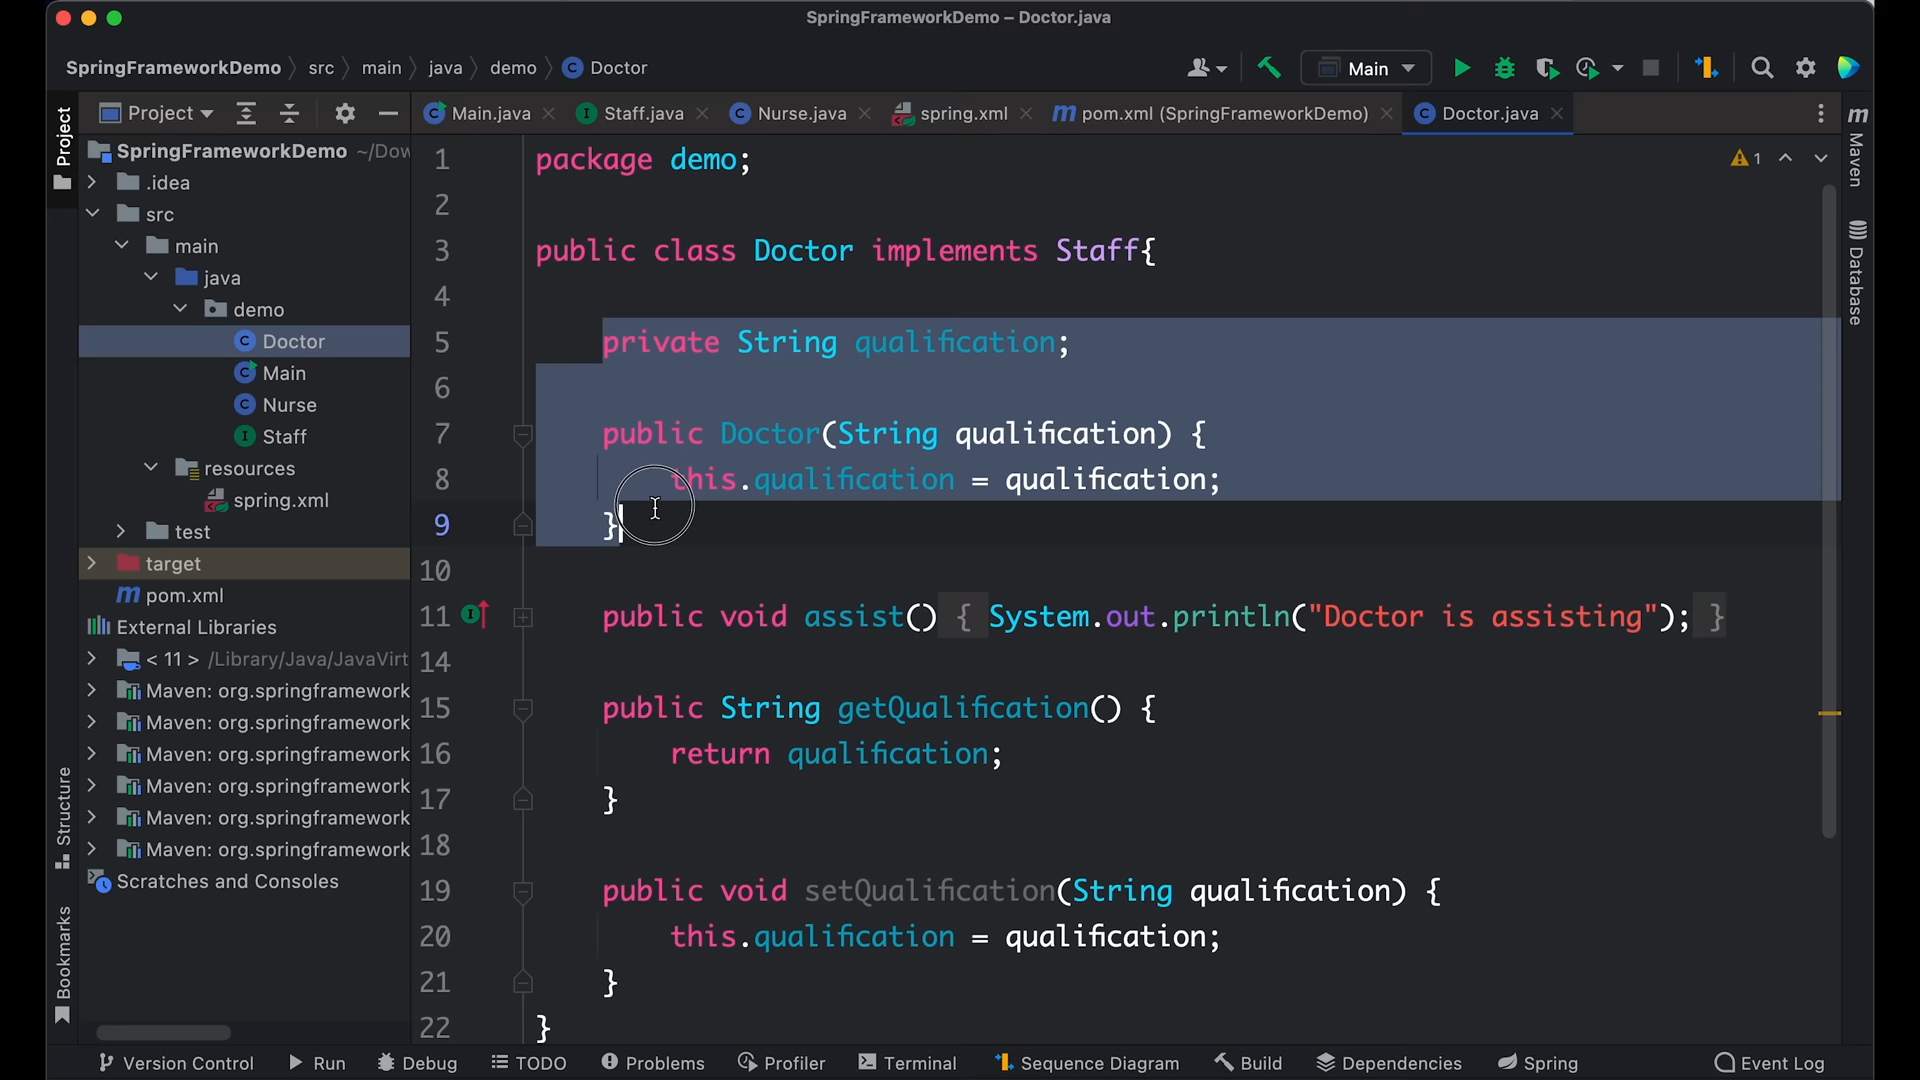 SpringFrameworkDemo – Doctor.java
SpringFrameworkDemo src main java demo Doctor
Main
Project
Main.java Staff.java Nurse.java spring.xml pom.xml (SpringFrameworkDemo) Doctor.java
Project
SpringFrameworkDemo ~/Dow
.idea
src
main
java
demo
Doctor
Main
Nurse
Staff
resources
spring.xml
test
target
pom.xml
External Libraries
< 11 > /Library/Java/JavaVirt
Maven: org.springframework
Maven: org.springframework
Maven: org.springframework
Maven: org.springframework
Maven: org.springframework
Maven: org.springframework
Scratches and Consoles
Structure
Bookmarks
1 package demo;
2
3 public class Doctor implements Staff{
4
5 private String qualification;
6
7 public Doctor(String qualification) {
8 this.qualification = qualification;
9 }
10
11 public void assist() { System.out.println("Doctor is assisting"); }
14
15 public String getQualification() {
16 return qualification;
17 }
18
19 public void setQualification(String qualification) {
20 this.qualification = qualification;
21 }
22 }
1
Maven
Database
Version Control Run Debug TODO Problems Profiler Terminal Sequence Diagram Build Dependencies Spring Event Log